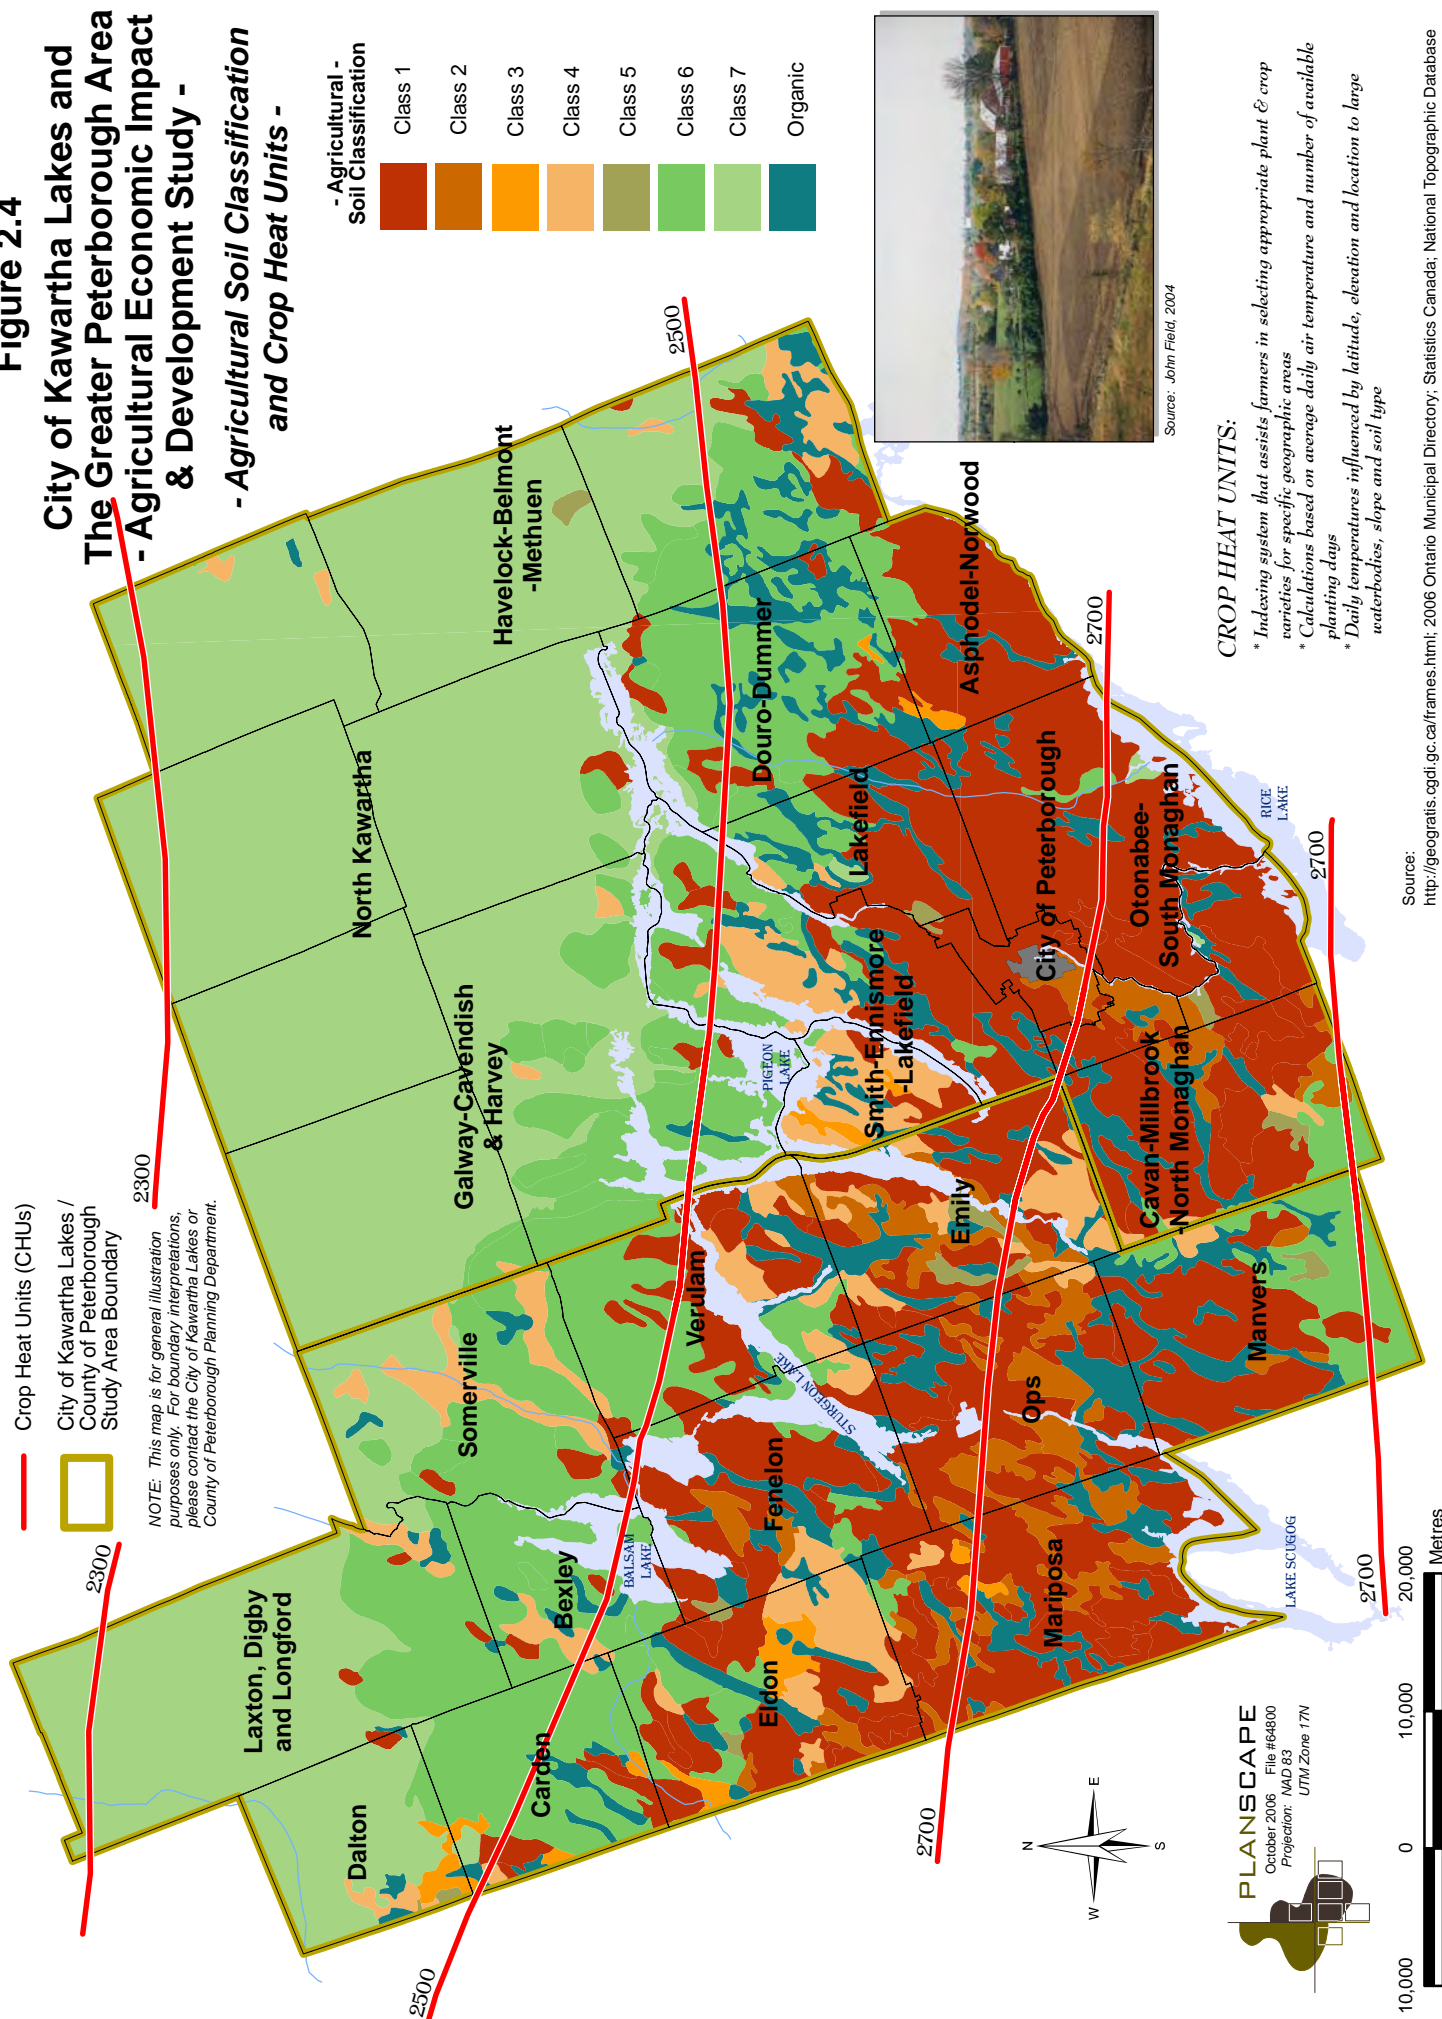 Figure 2.4
City of Kawartha Lakes and
The Greater Peterborough Area
- Agricultural Economic Impact
& Development Study -
- Agricultural Soil Classification
and Crop Heat Units -
- Agricultural -
Soil Classification
Class 1
Class 2
Class 3
Class 4
Class 5
Class 6
Class 7
Organic
Crop Heat Units (CHUs)
City of Kawartha Lakes /
County of Peterborough
Study Area Boundary
NOTE: This map is for general illustration
purposes only. For boundary interpretations,
please contact the City of Kawartha Lakes or
County of Peterborough Planning Department.
2300
2300
2500
2500
2700
2700
2700
2700
Laxton, Digby
and Longford
Dalton
Carden
Bexley
Somerville
Eldon
Fenelon
Verulam
Mariposa
Ops
Emily
Manvers
Galway-Cavendish
& Harvey
North Kawartha
Havelock-Belmont
-Methuen
Douro-Dummer
Lakefield
Smith-Ennismore
-Lakefield
Asphodel-Norwood
City of Peterborough
Otonabee-
South Monaghan
Cavan-Millbrook
-North Monaghan
BALSAM
LAKE
STURGEON LAKE
PIGEON
LAKE
RICE
LAKE
LAKE SCUGOG
Source: John Field, 2004
CROP HEAT UNITS:
* Indexing system that assists farmers in selecting appropriate plant & crop
varieties for specific geographic areas
* Calculations based on average daily air temperature and number of available
planting days
* Daily temperatures influenced by latitude, elevation and location to large
waterbodies, slope and soil type
Source:
http://geogratis.cgdi.gc.ca/frames.html; 2006 Ontario Municipal Directory; Statistics Canada; National Topographic Database
N
W
E
S
PLANSCAPE
October 2006 File #64800
Projection: NAD 83
UTM Zone 17N
10,000
0
10,000
20,000
Metres